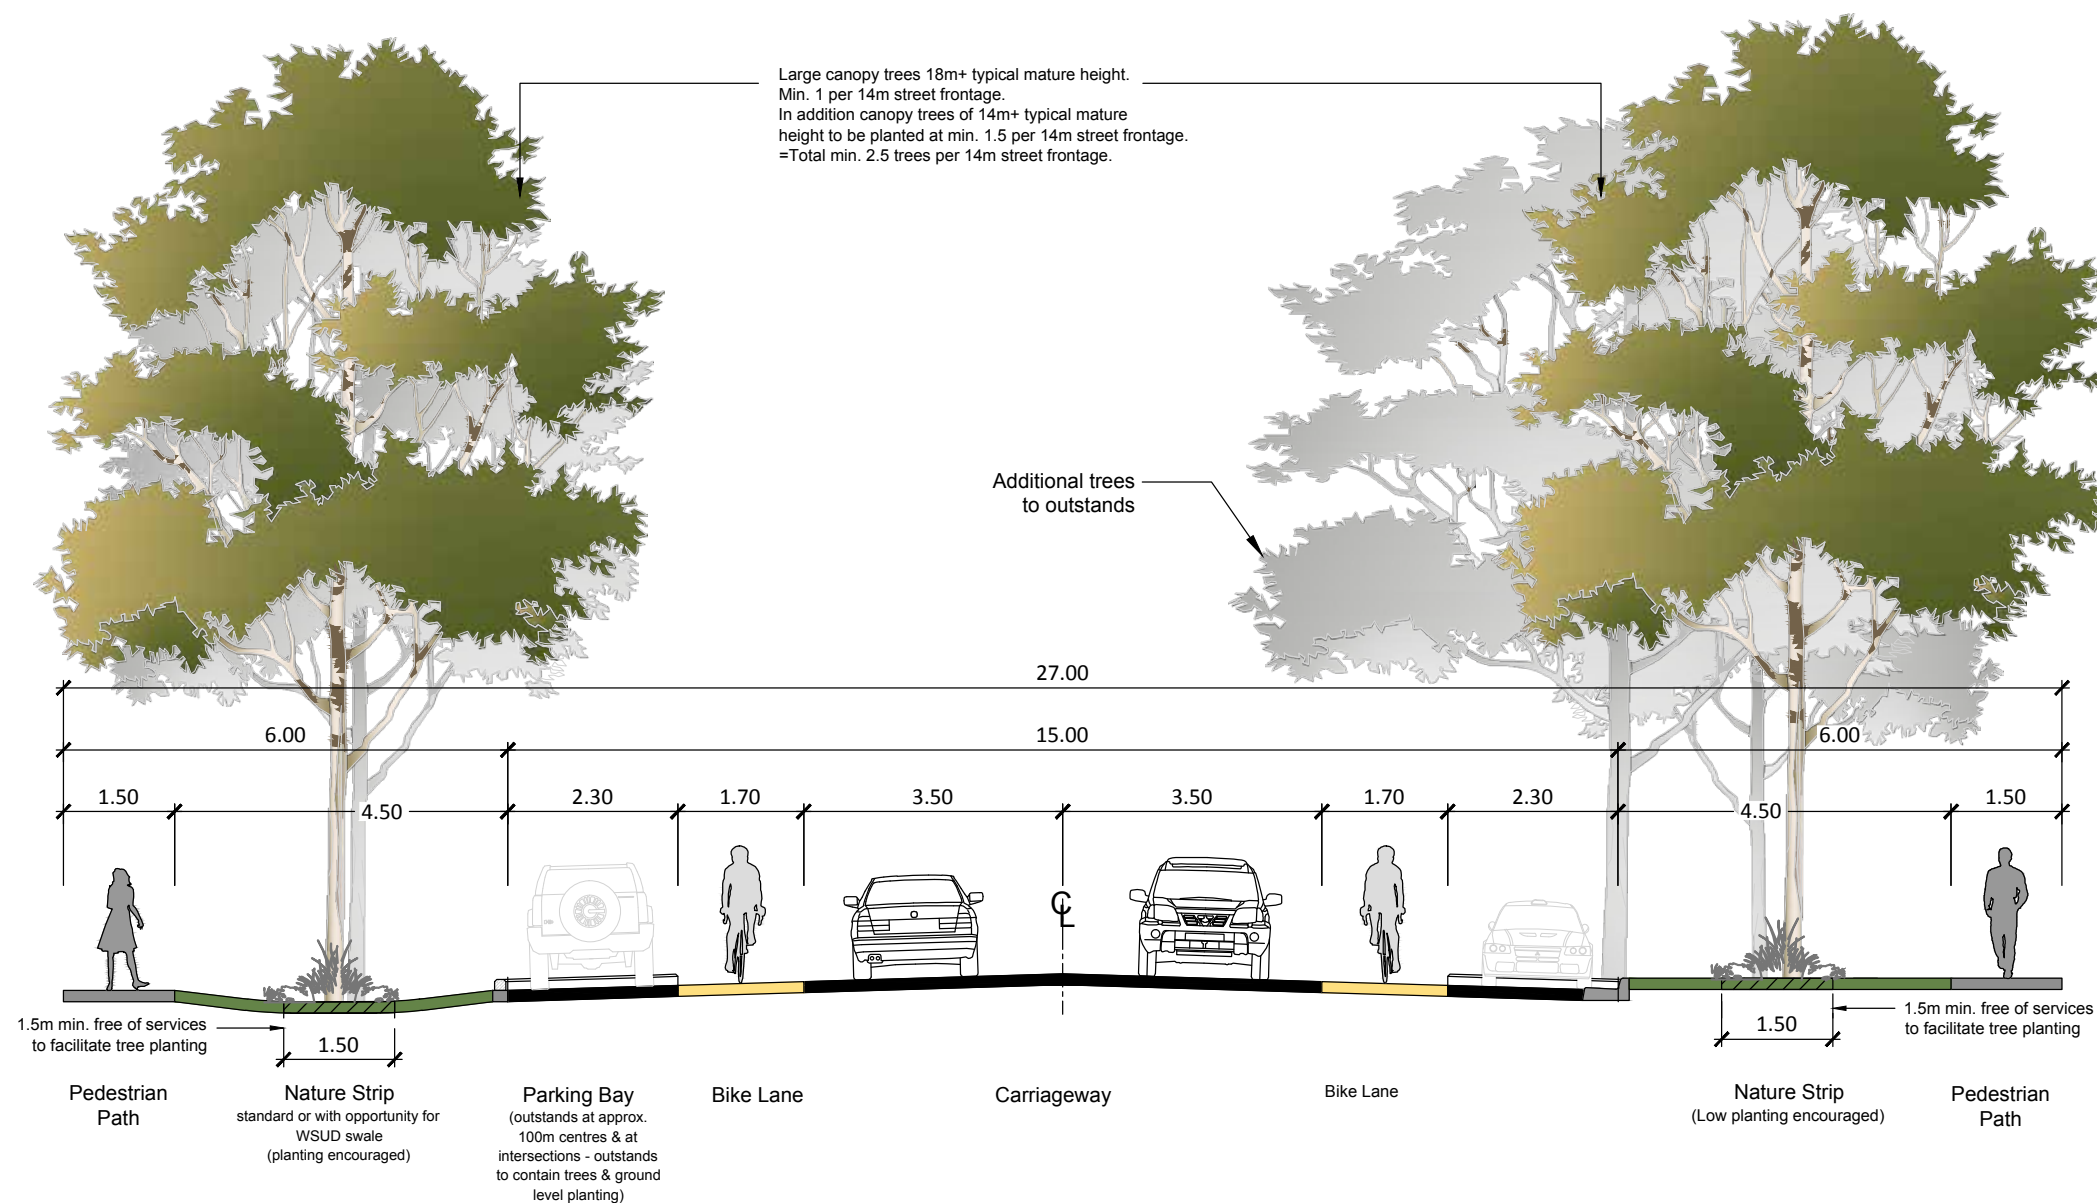 Large canopy trees 18m+ typical mature height.
Min. 1 per 14m street frontage.
In addition canopy trees of 14m+ typical mature
height to be planted at min. 1.5 per 14m street frontage.
=Total min. 2.5 trees per 14m street frontage.
Additional trees
to outstands
27.00
6.00
15.00
6.00
1.50
4.50
2.30
1.70
3.50
3.50
1.70
2.30
4.50
1.50
CL
1.5m min. free of services
to facilitate tree planting
1.50
1.50
1.5m min. free of services
to facilitate tree planting
Pedestrian
Path
Nature Strip
standard or with opportunity for
WSUD swale
(planting encouraged)
Parking Bay
(outstands at approx.
100m centres & at
intersections - outstands
to contain trees & ground
level planting)
Bike Lane
Carriageway
Bike Lane
Nature Strip
(Low planting encouraged)
Pedestrian
Path